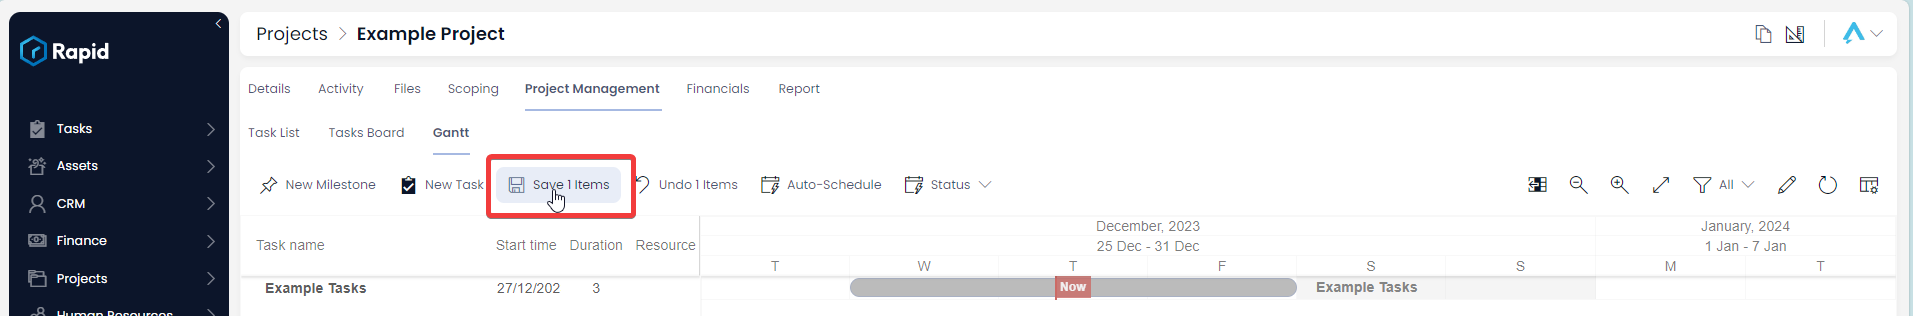 Rapid
Tasks
Assets
CRM
Finance
Projects
Human Resources
Projects > Example Project
Details Activity Files Scoping Project Management Financials Report
Task List Tasks Board Gantt
New Milestone New Task Save 1 Items Undo 1 Items Auto-Schedule Status All
December, 2023 January, 2024
Task name Start time Duration Resource 25 Dec - 31 Dec 1 Jan - 7 Jan
T W T F S S M T
Example Tasks 27/12/202 3 Now Example Tasks